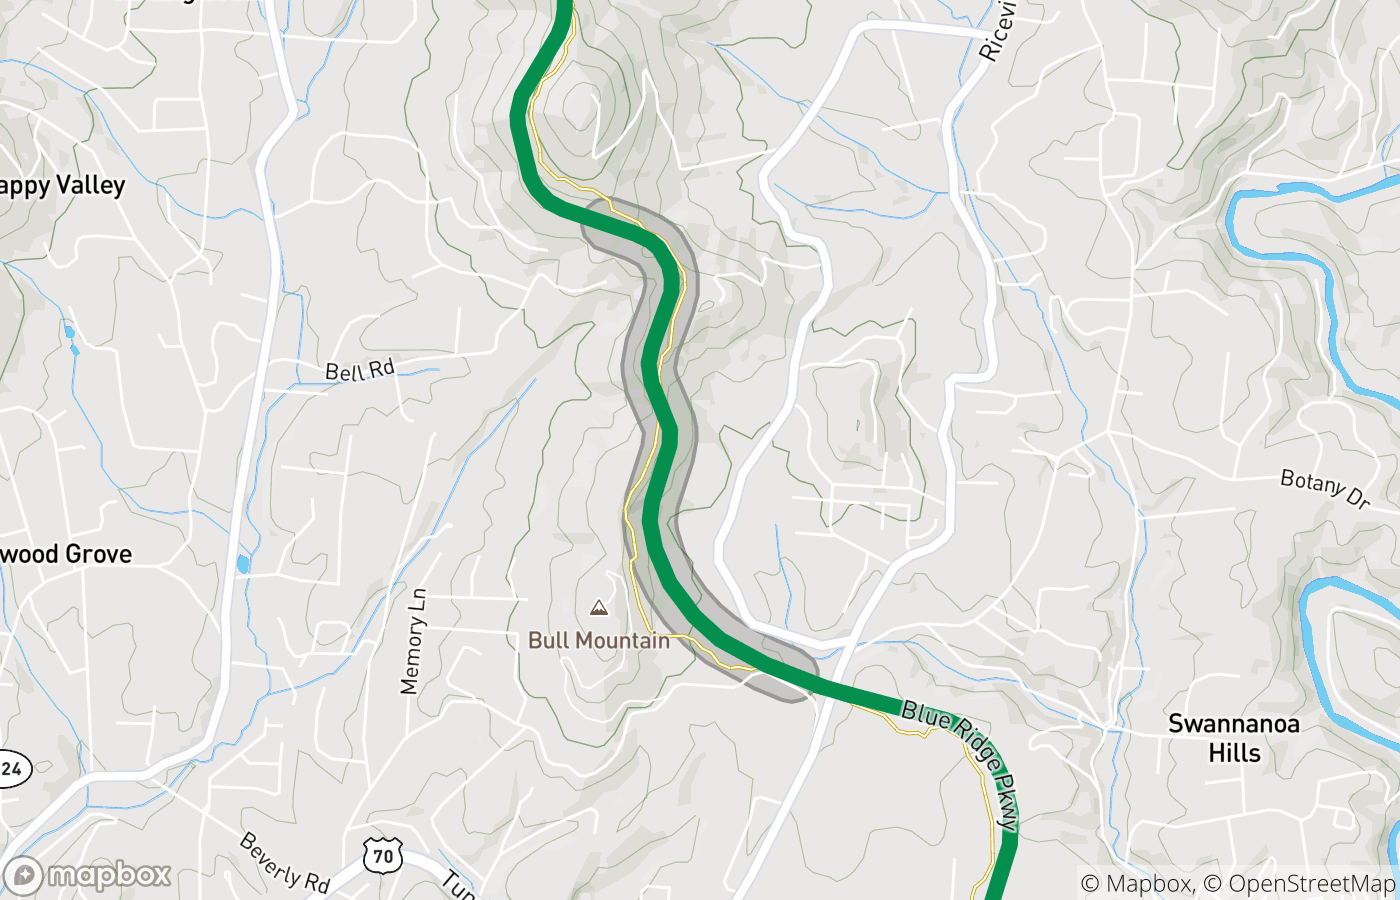 Ricevi
appy Valley
Bell Rd
Botany Dr
wood Grove
Memory Ln
Bull Mountain
Blue Ridge Pkwy
Swannanoa
Hills
24
Beverly Rd
70
Tun
mapbox
© Mapbox, © OpenStreetMap